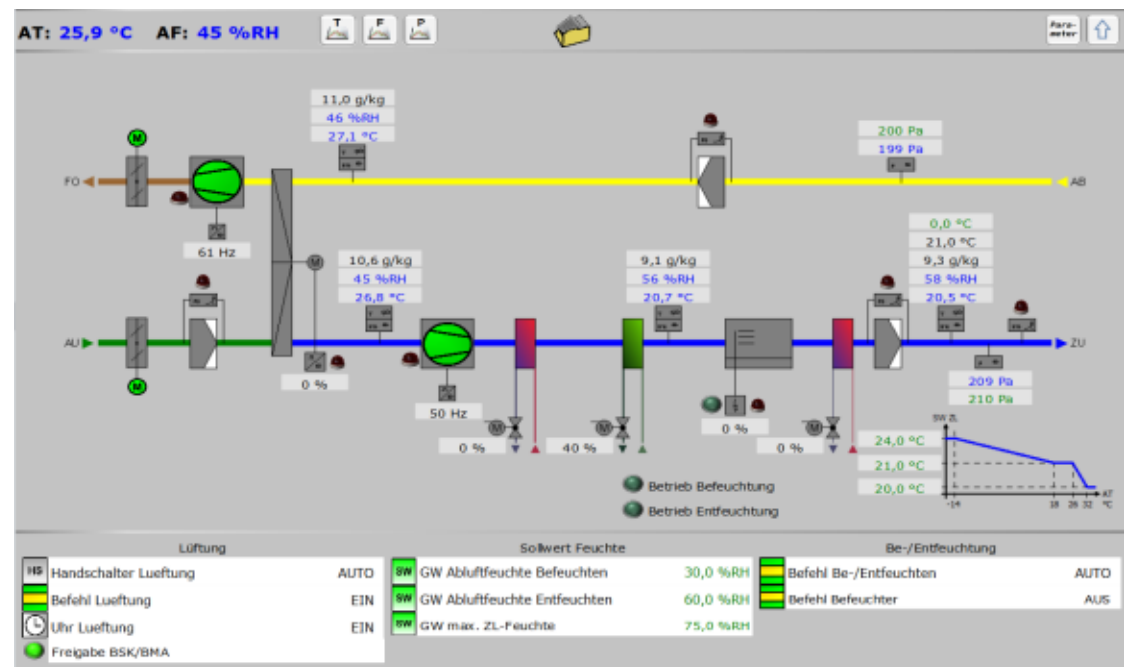 AT: 25,9 °C AF: 45 %RH T F P Para-
meter
11,0 g/kg
46 %RH
27,1 °C
200 Pa
199 Pa
M
FO AB
61 Hz
0,0 °C
21,0 °C
10,6 g/kg 9,1 g/kg 9,3 g/kg
45 %RH 56 %RH 58 %RH
26,8 °C 20,7 °C 20,5 °C
M
AU ZU
0 %
M
50 Hz
209 Pa
210 Pa
M M M
0 % 40 % 0 % 0 %
SW ZL
24,0 °C
21,0 °C
20,0 °C
AT
-14 18 26 32 °C
Betrieb Befeuchtung
Betrieb Entfeuchtung
Lüftung Sollwert Feuchte Be-/Entfeuchtung
HS Handschalter Lueftung AUTO SW GW Abluftfeuchte Befeuchten 30,0 %RH Befehl Be-/Entfeuchten AUTO
Befehl Lueftung EIN SW GW Abluftfeuchte Entfeuchten 60,0 %RH Befehl Befeuchter AUS
Uhr Lueftung EIN SW GW max. ZL-Feuchte 75,0 %RH
Freigabe BSK/BMA